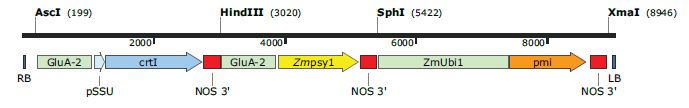 AscI (199) HindIII (3020) SphI (5422) XmaI (8946)
2000 4000 6000 8000
GluA-2 crtI GluA-2 Zmpsy1 ZmUbi1 pmi
RB pSSU NOS 3' NOS 3' NOS 3' LB